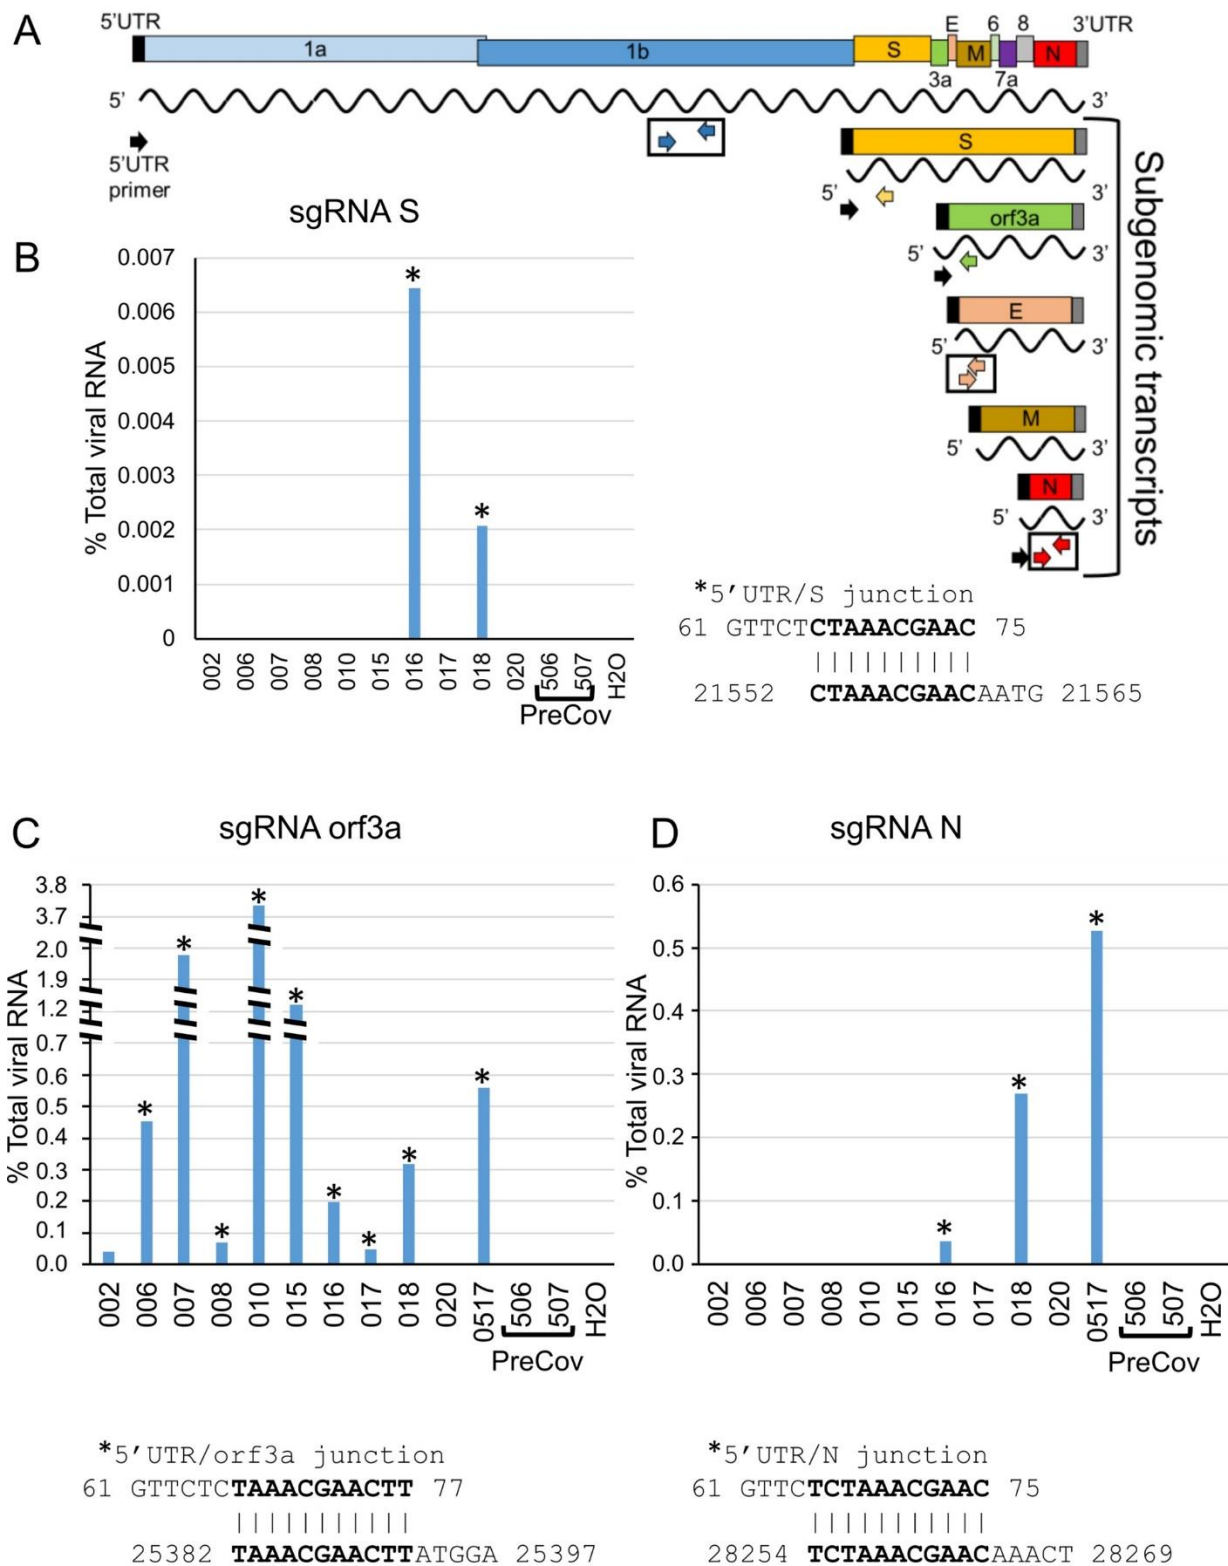 A
5'UTR
1a
1b
S
3a
E
M
6
7a
8
N
3'UTR
5'
3'
5'UTR
primer
S
5'
3'
orf3a
5'
3'
E
5'
3'
M
5'
3'
N
5'
3'
Subgenomic transcripts
B
sgRNA S
% Total viral RNA
0.007
0.006
0.005
0.004
0.003
0.002
0.001
0
*
*
002 006 007 008 010 015 016 017 018 020 506 507 H2O
PreCov
*5'UTR/S junction
61 GTTCTCTAAACGAAC 75
21552 CTAAACGAACAATG 21565
C
sgRNA orf3a
% Total viral RNA
3.8
3.7
2.0
1.9
1.2
0.7
0.6
0.5
0.4
0.3
0.2
0.1
0.0
* * * * * * * * *
002 006 007 008 010 015 016 017 018 020 0517 506 507 H2O
PreCov
*5'UTR/orf3a junction
61 GTTCTCTAAACGAACTT 77
25382 TAAACGAACTTATGGA 25397
D
sgRNA N
% Total viral RNA
0.6
0.5
0.4
0.3
0.2
0.1
0.0
* * *
002 006 007 008 010 015 016 017 018 020 0517 506 507 H2O
PreCov
*5'UTR/N junction
61 GTTCTCTAAACGAAC 75
28254 TCTAAACGAACAAACT 28269